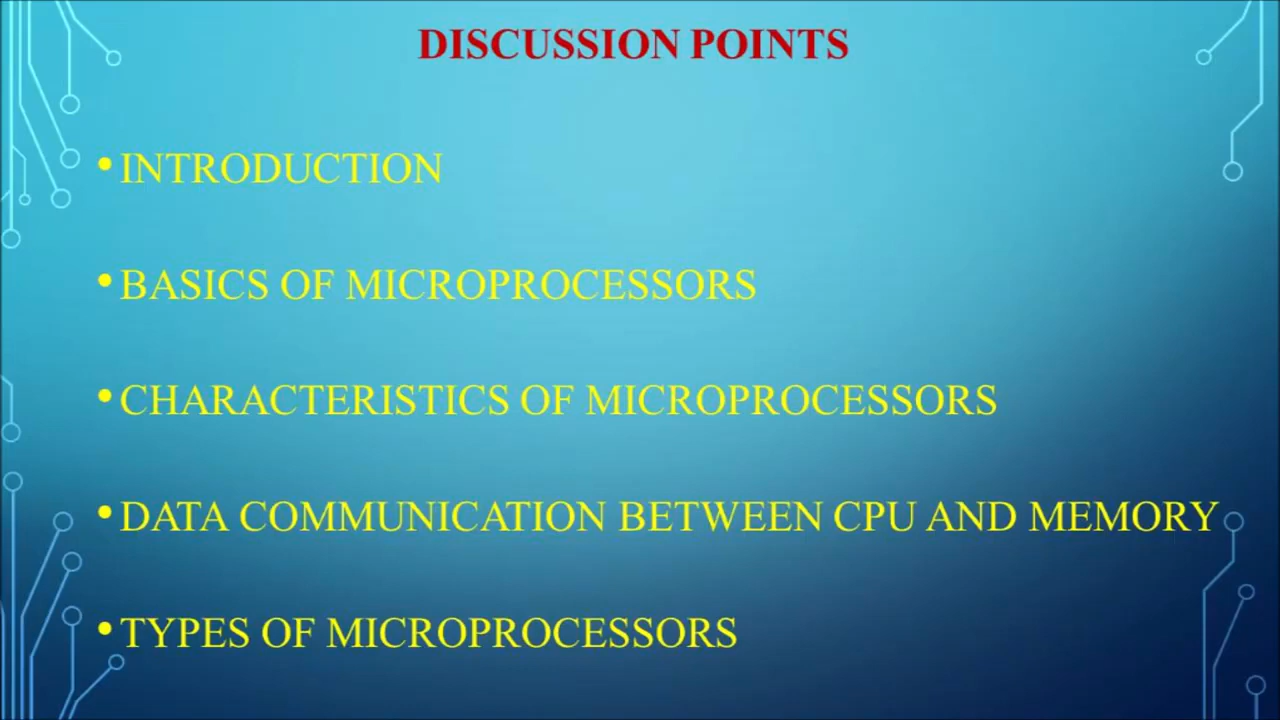 DISCUSSION POINTS
• INTRODUCTION
• BASICS OF MICROPROCESSORS
• CHARACTERISTICS OF MICROPROCESSORS
• DATA COMMUNICATION BETWEEN CPU AND MEMORY
• TYPES OF MICROPROCESSORS